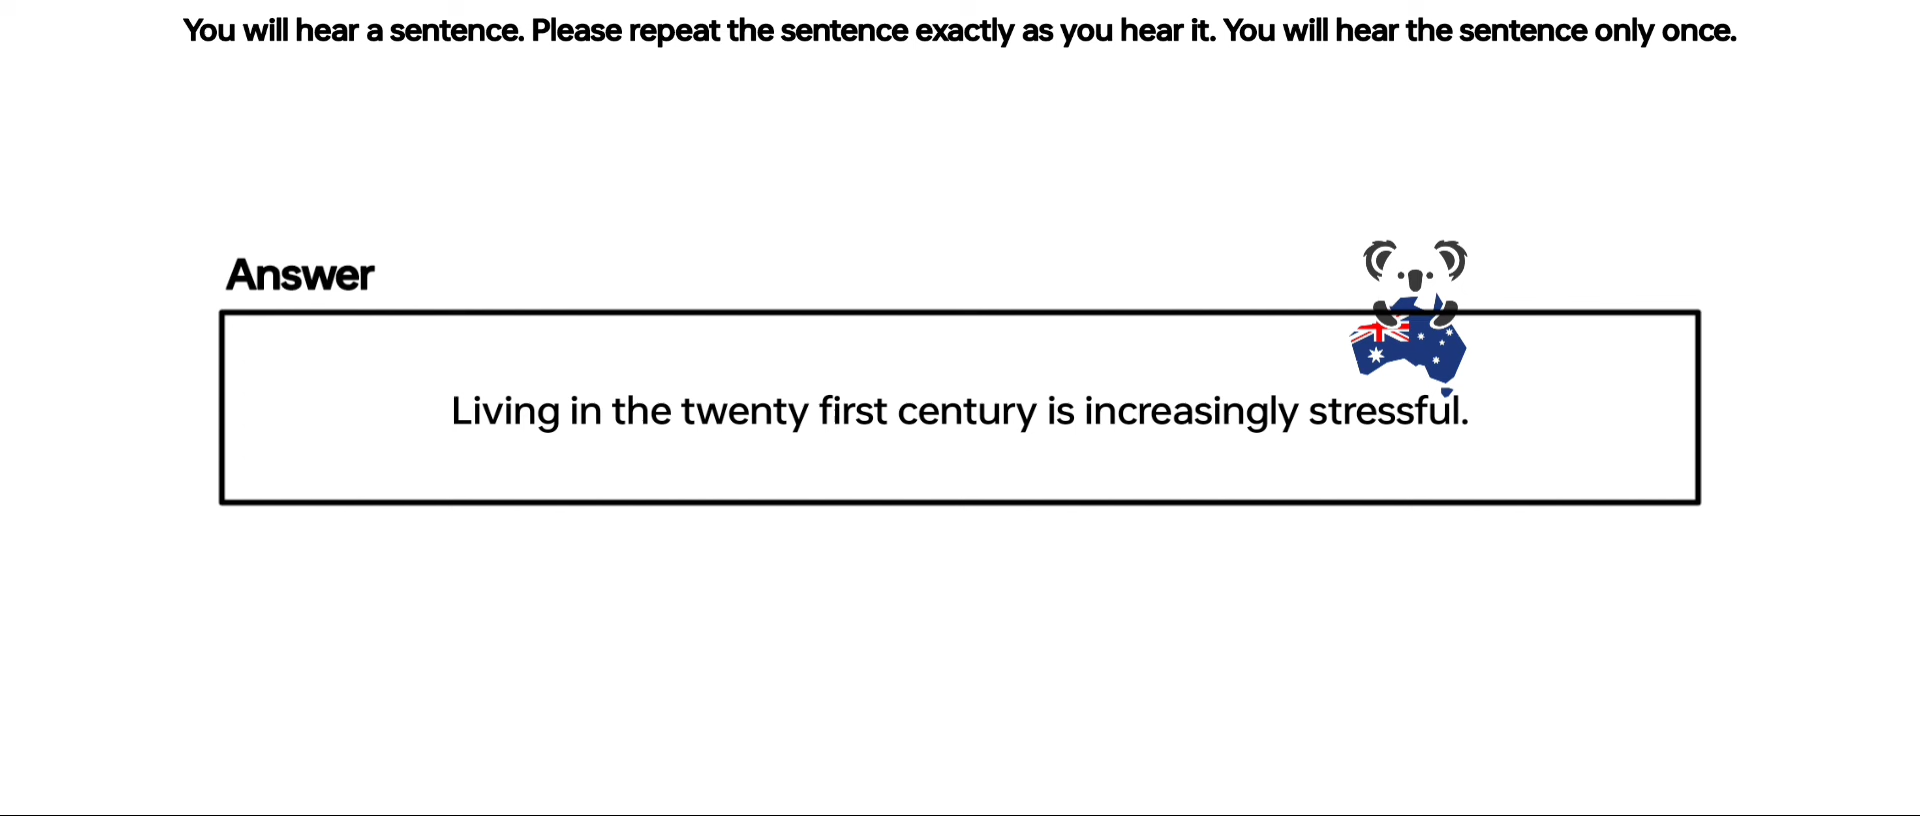 You will hear a sentence. Please repeat the sentence exactly as you hear it. You will hear the sentence only once.
Answer
Living in the twenty first century is increasingly stressful.